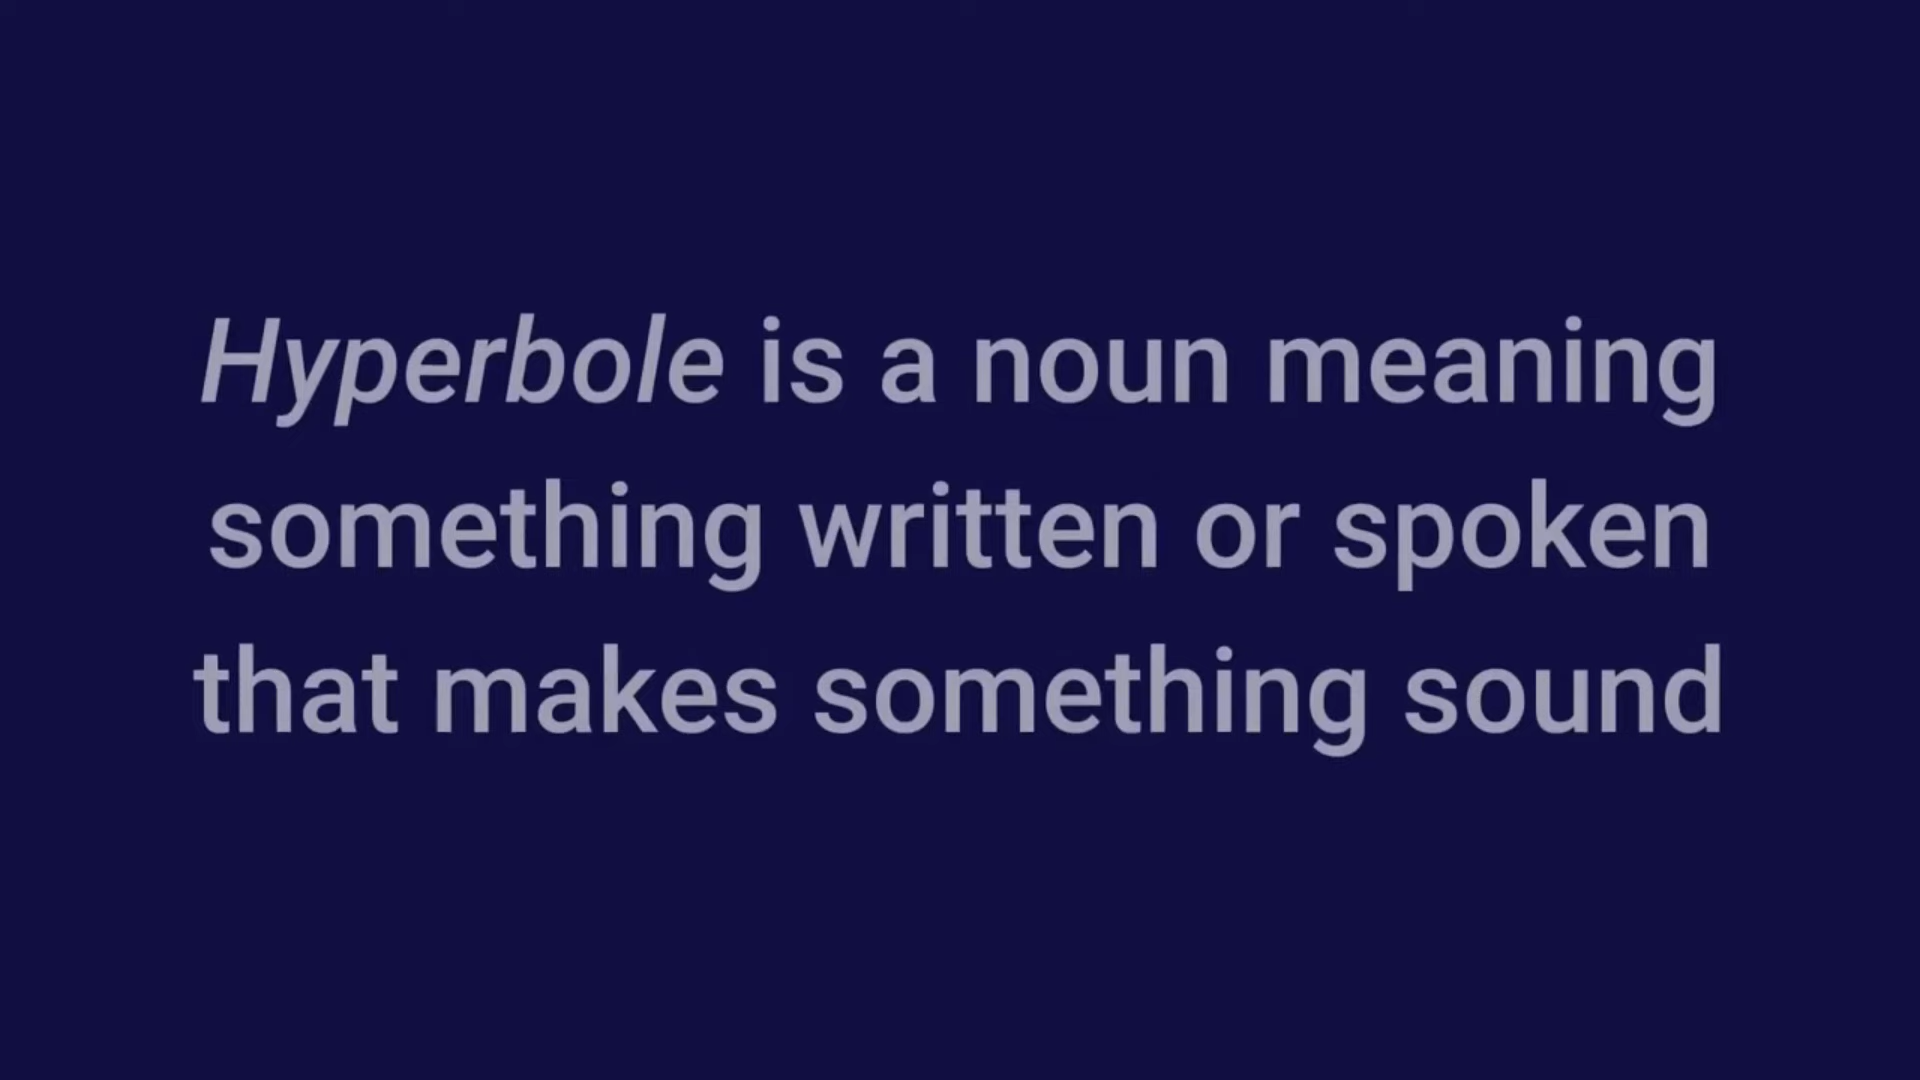 Hyperbole is a noun meaning
something written or spoken
that makes something sound